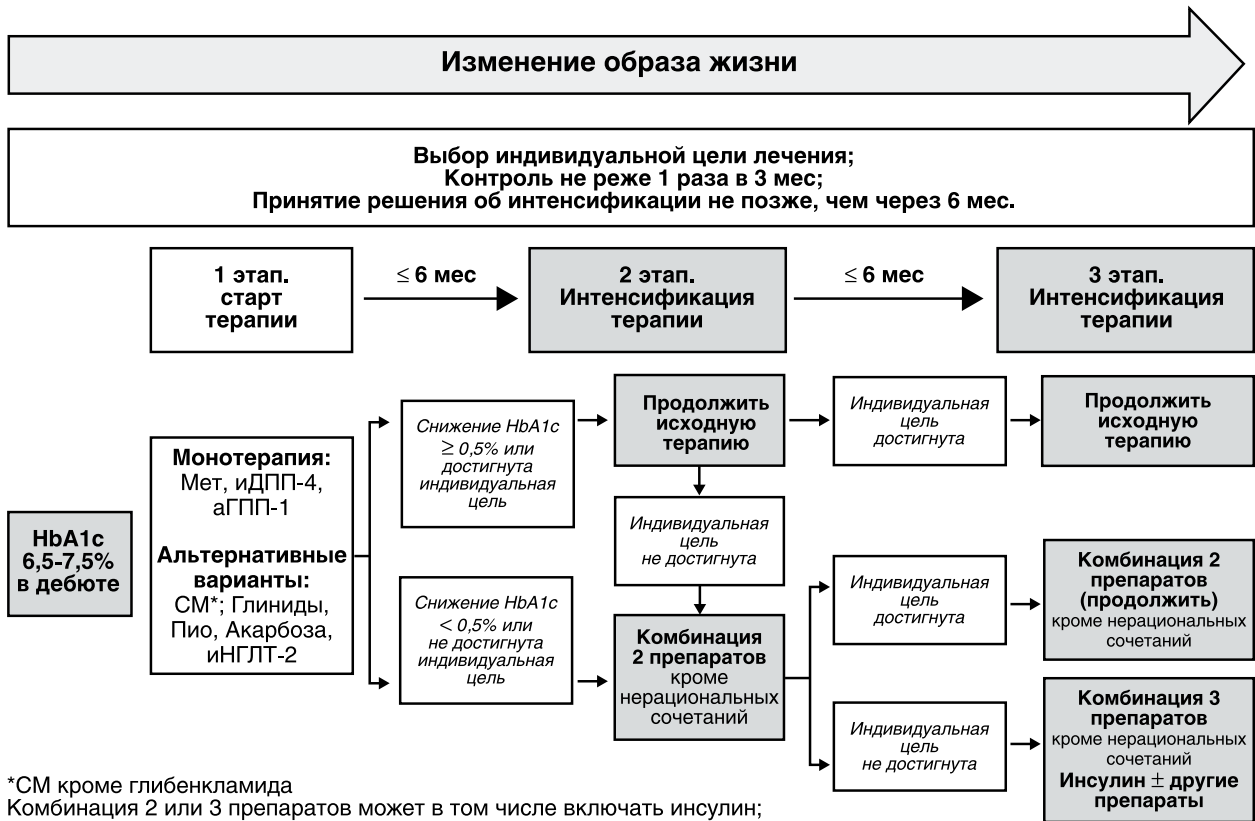 Изменение образа жизни
Выбор индивидуальной цели лечения;
Контроль не реже 1 раза в 3 мес;
Принятие решения об интенсификации не позже, чем через 6 мес.
1 этап.
старт
терапии
≤ 6 мес
2 этап.
Интенсификация
терапии
≤ 6 мес
3 этап.
Интенсификация
терапии
HbA1c
6,5-7,5%
в дебюте
Монотерапия:
Мет, иДПП-4,
аГПП-1
Альтернативные
варианты:
СМ*; Глиниды,
Пио, Акарбоза,
иНГЛТ-2
Снижение HbA1c
≥ 0,5% или
достигнута
индивидуальная
цель
Продолжить
исходную
терапию
Индивидуальная
цель
достигнута
Продолжить
исходную
терапию
Индивидуальная
цель
не достигнута
Снижение HbA1c
< 0,5% или
не достигнута
индивидуальная
цель
Комбинация
2 препаратов
кроме
нерациональных
сочетаний
Индивидуальная
цель
достигнута
Комбинация 2
препаратов
(продолжить)
кроме нерациональных
сочетаний
Индивидуальная
цель
не достигнута
Комбинация 3
препаратов
кроме нерациональных
сочетаний
Инсулин ± другие
препараты
*СМ кроме глибенкламида
Комбинация 2 или 3 препаратов может в том числе включать инсулин;